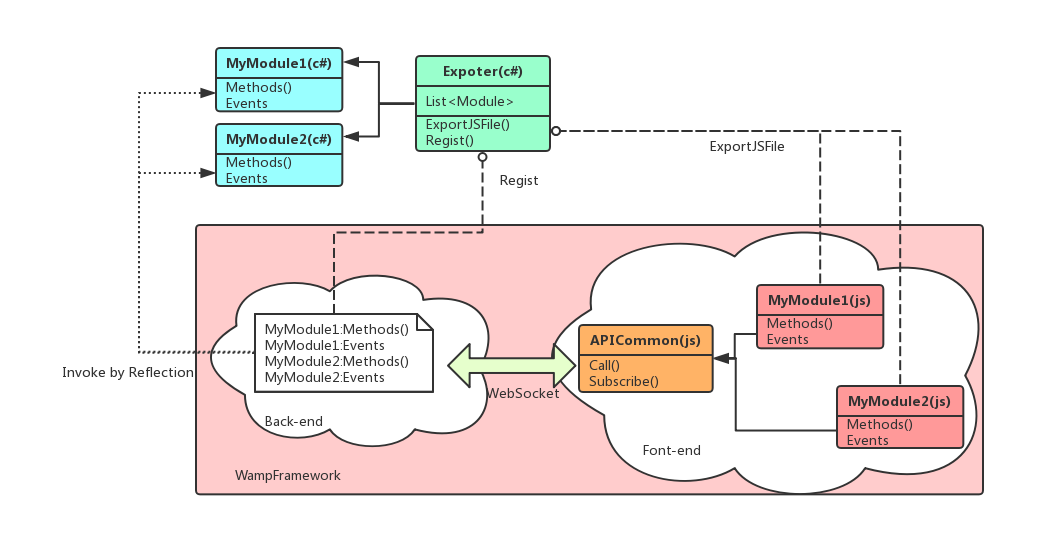 MyModule1(c#)
Methods()
Events
MyModule2(c#)
Methods()
Events
Expoter(c#)
List<Module>
ExportJSFile()
Regist()
ExportJSFile
Regist
MyModule1:Methods()
MyModule1:Events
MyModule2:Methods()
MyModule2:Events
Back-end
Invoke by Reflection
WebSocket
APICommon(js)
Call()
Subscribe()
MyModule1(js)
Methods()
Events
MyModule2(js)
Methods()
Events
Font-end
WampFramework